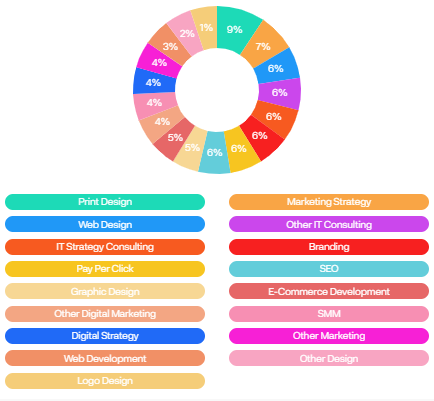 9%
7%
6%
6%
6%
6%
6%
6%
5%
5%
4%
4%
4%
4%
3%
2%
1%
Print Design
Marketing Strategy
Web Design
Other IT Consulting
IT Strategy Consulting
Branding
Pay Per Click
SEO
Graphic Design
E-Commerce Development
Other Digital Marketing
SMM
Digital Strategy
Other Marketing
Web Development
Other Design
Logo Design